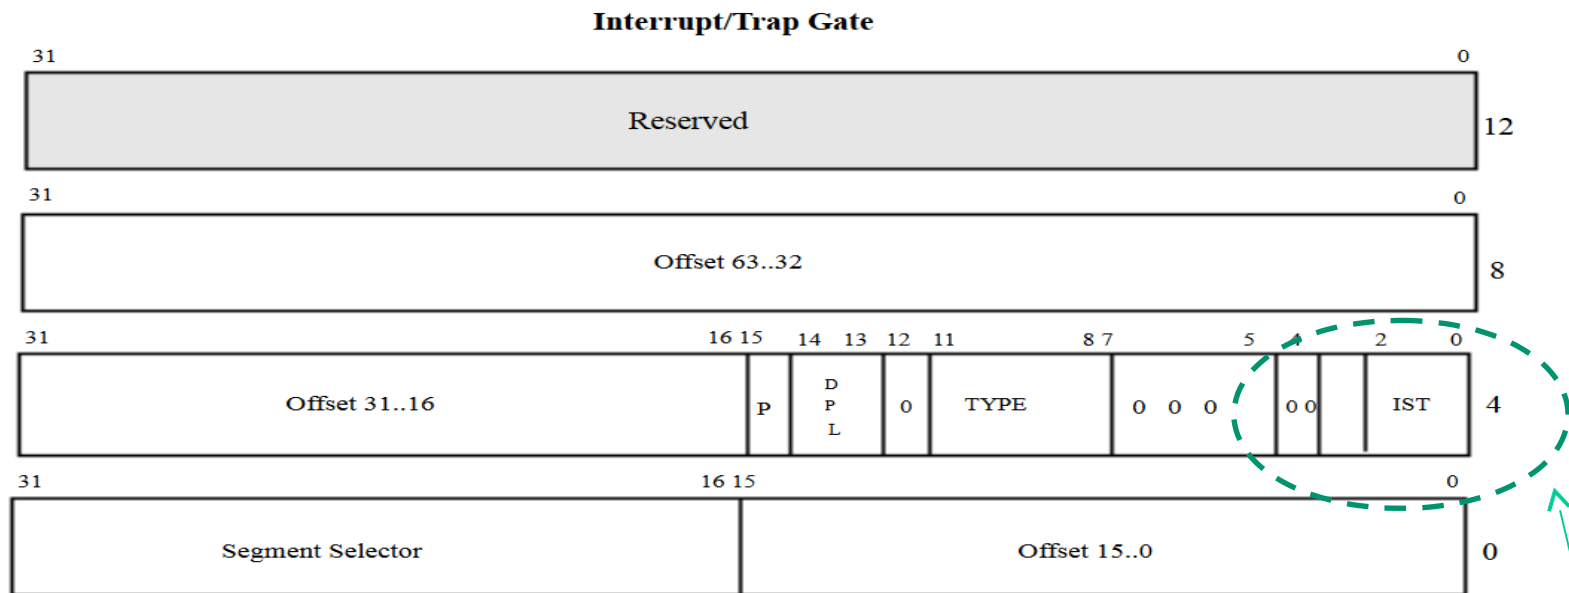 Interrupt/Trap Gate
31 0
Reserved
12
31 0
Offset 63..32
8
31 16 15 14 13 12 11 8 7 5 4 2 0
Offset 31..16 P D P L 0 TYPE 0 0 0 0 0 IST
4
31 16 15 0
Segment Selector Offset 15..0
0